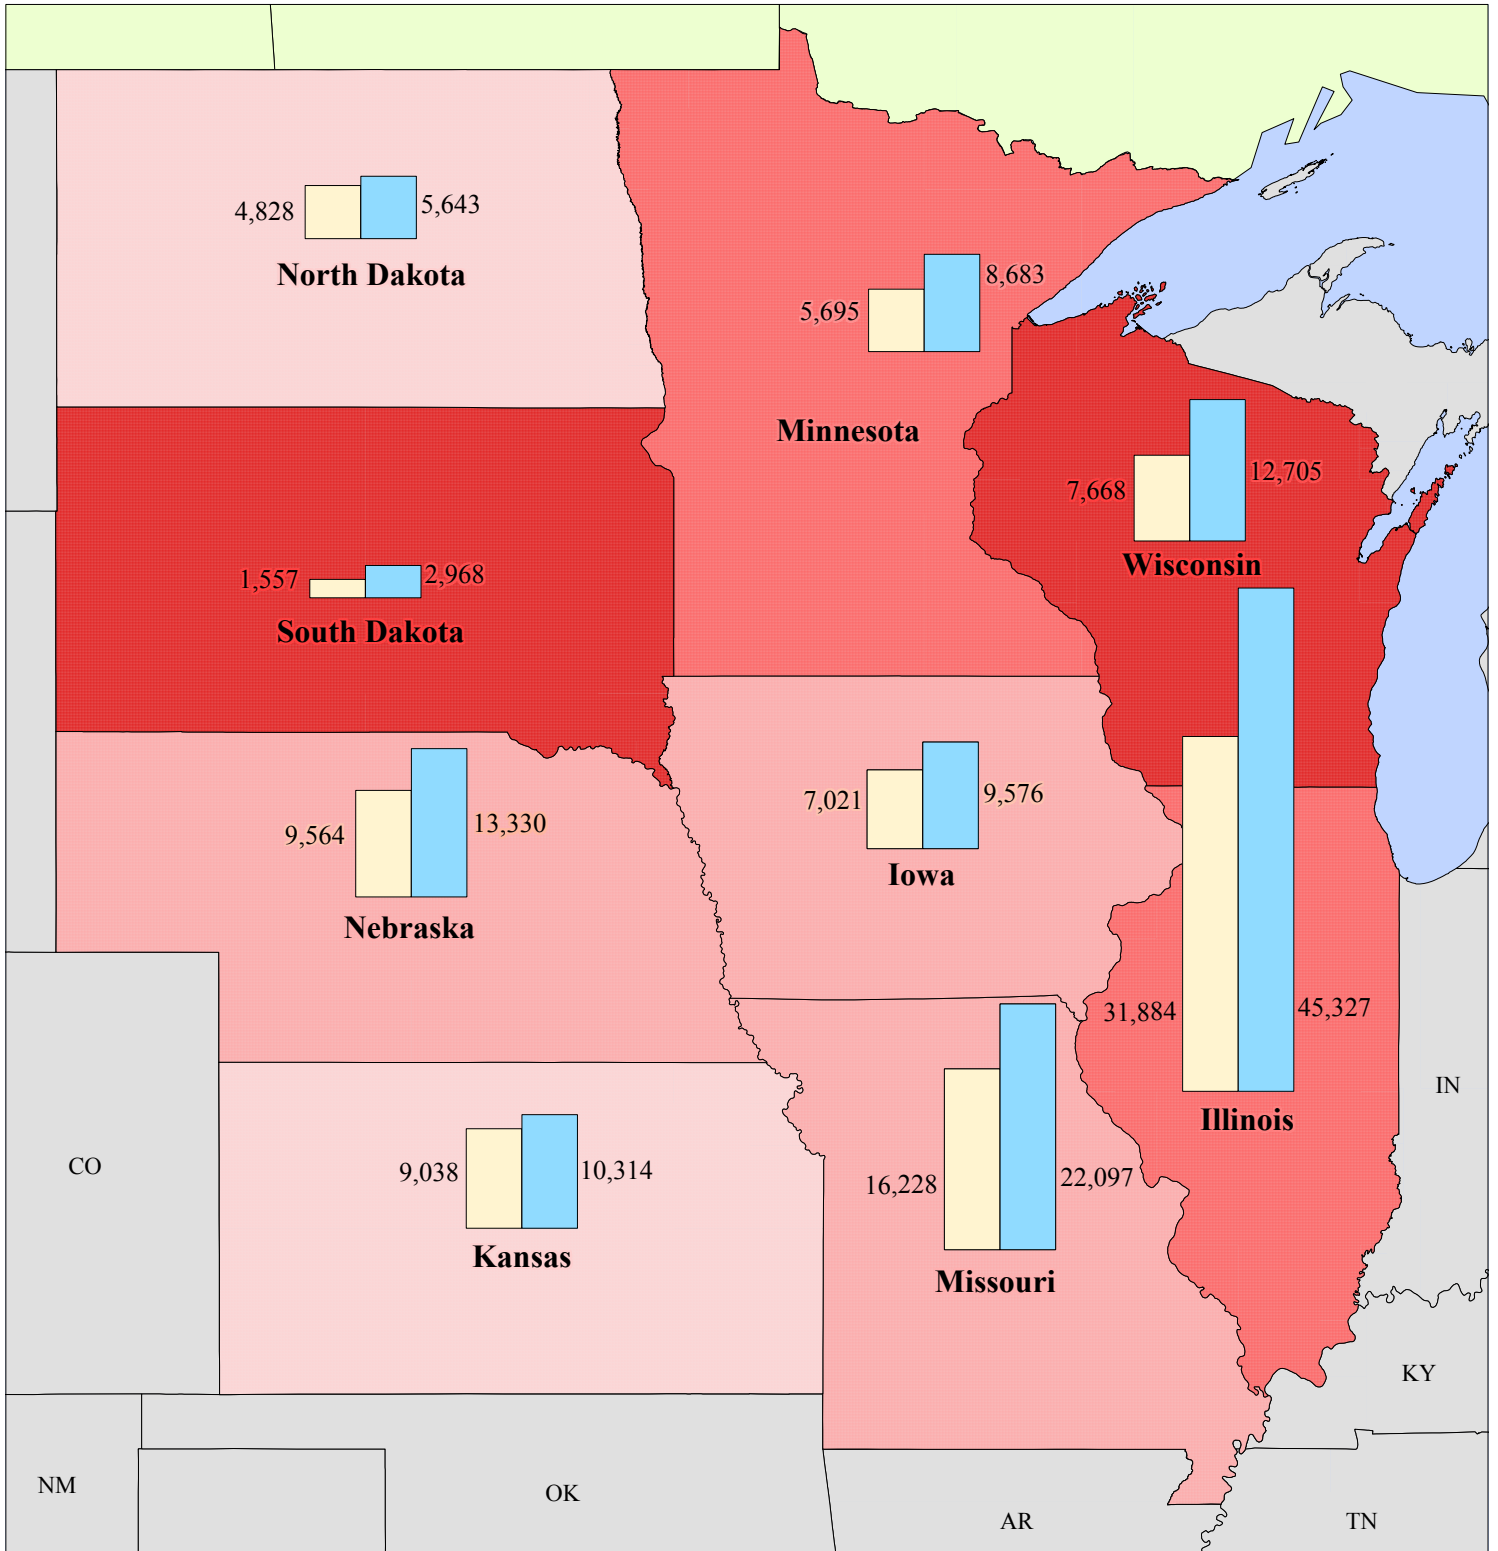 4,828
5,643
North Dakota
5,695
8,683
Minnesota
7,668
12,705
Wisconsin
1,557
2,968
South Dakota
9,564
13,330
Nebraska
7,021
9,576
Iowa
31,884
45,327
Illinois
9,038
10,314
Kansas
16,228
22,097
Missouri
IN
CO
KY
NM
OK
AR
TN